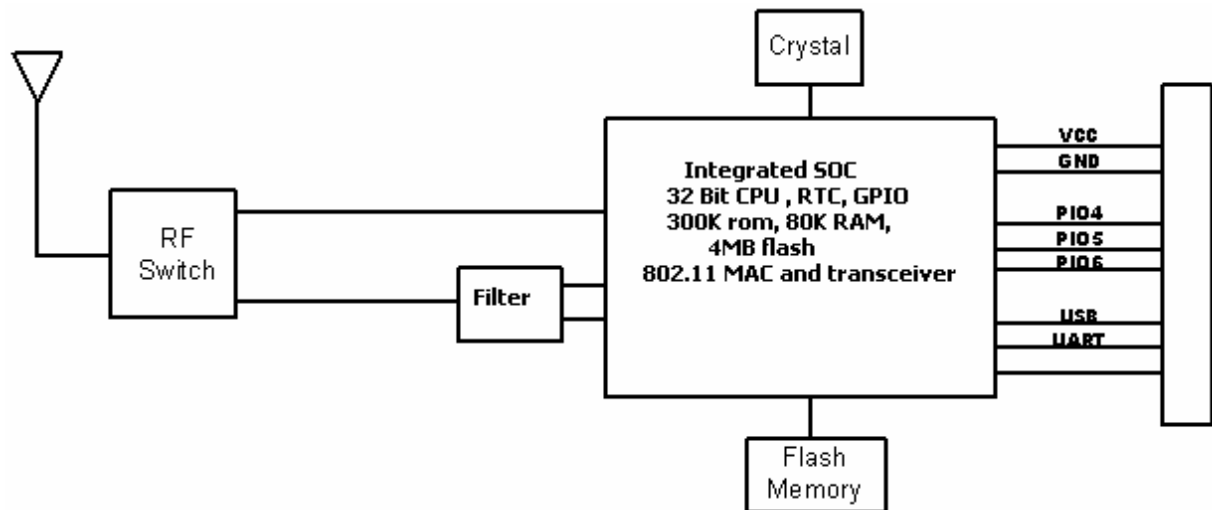 Crystal
Integrated SOC
32 Bit CPU , RTC, GPIO
300K rom, 80K RAM,
4MB flash
802.11 MAC and transceiver
VCC
GND
PIO4
PIO5
PIO6
USB
UART
RF
Switch
Filter
Flash
Memory